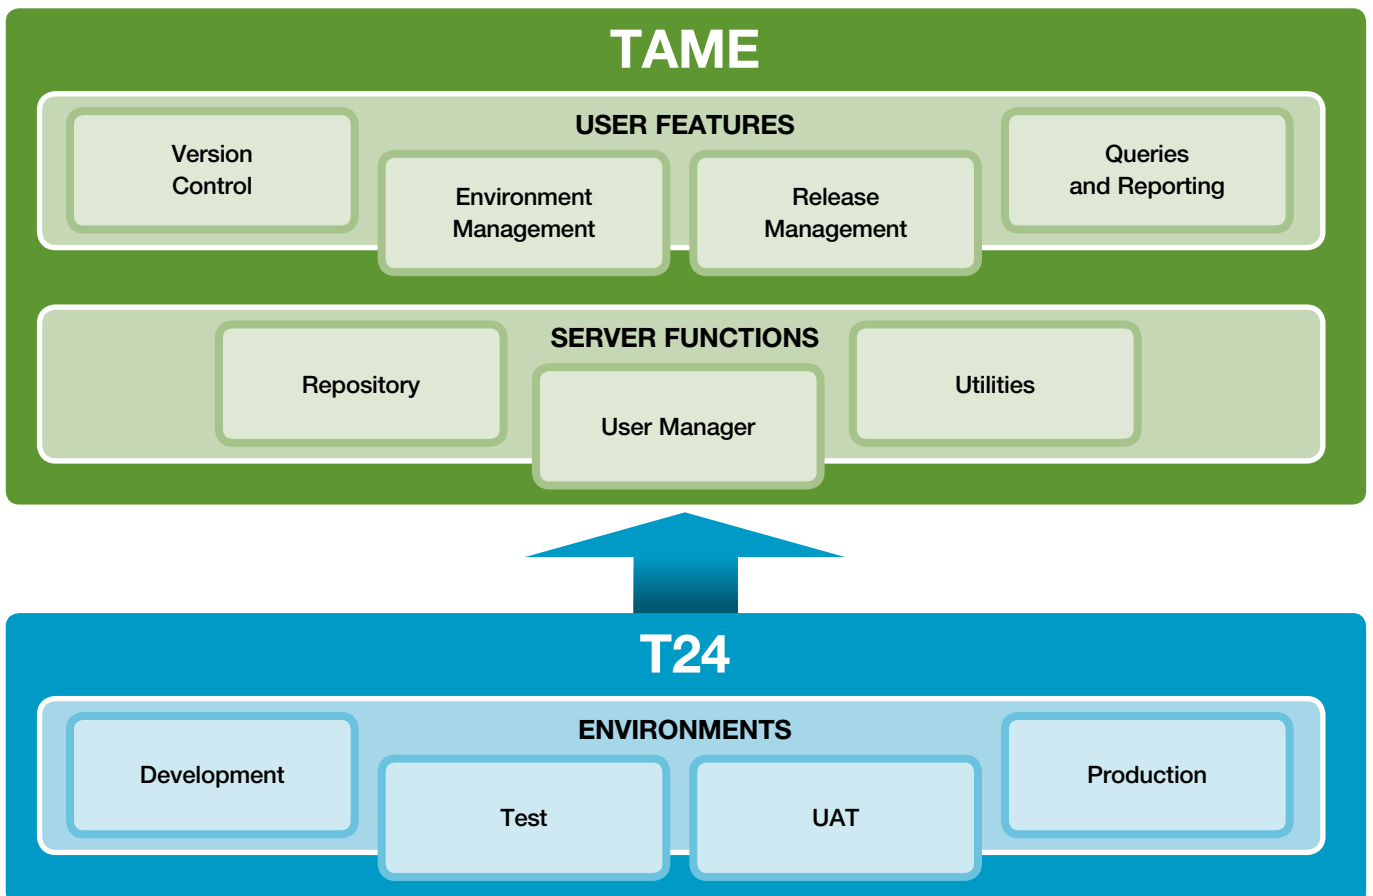 TAME
USER FEATURES
Version
Control
Environment
Management
Release
Management
Queries
and Reporting
SERVER FUNCTIONS
Repository
User Manager
Utilities
T24
ENVIRONMENTS
Development
Test
UAT
Production